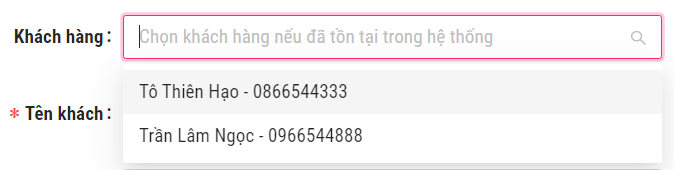 Khách hàng:
Chọn khách hàng nếu đã tồn tại trong hệ thống
Tô Thiên Hạo - 0866544333
* Tên khách:
Trần Lâm Ngọc - 0966544888